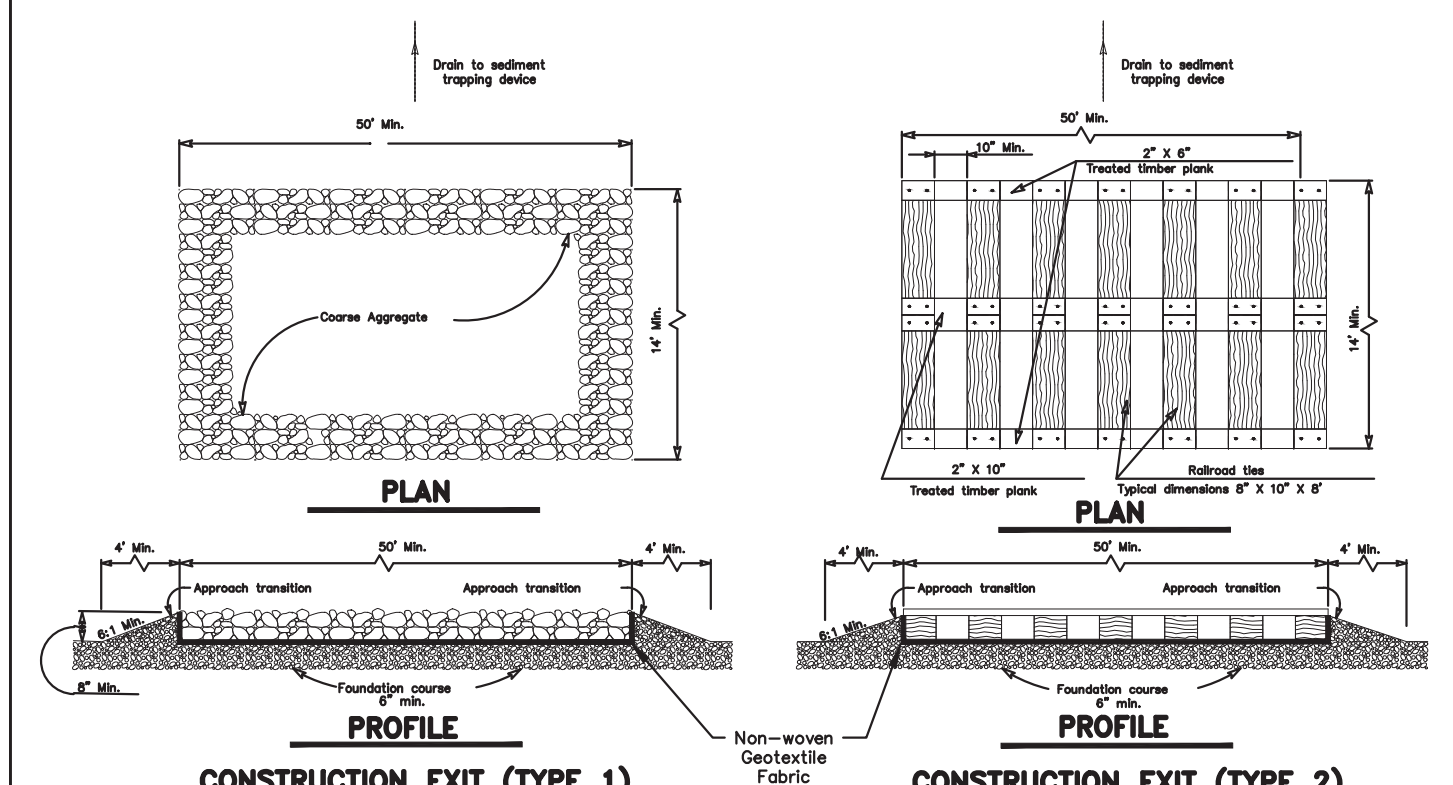 Drain to sediment
trapping device
50' Min.
Coarse Aggregate
14' Min.
PLAN
4' Min.
50' Min.
4' Min.
Approach transition
Approach transition
6:1 Min.
8" Min.
Foundation course
6" min.
PROFILE
CONSTRUCTION EXIT (TYPE 1)
Drain to sediment
trapping device
50' Min.
10" Min.
2" X 6"
Treated timber plank
14' Min.
2" X 10"
Treated timber plank
Railroad ties
Typical dimensions 8" X 10" X 8'
PLAN
4' Min.
50' Min.
4' Min.
Approach transition
Approach transition
6:1 Min.
Foundation course
6" min.
PROFILE
Non-woven
Geotextile
Fabric
CONSTRUCTION EXIT (TYPE 2)